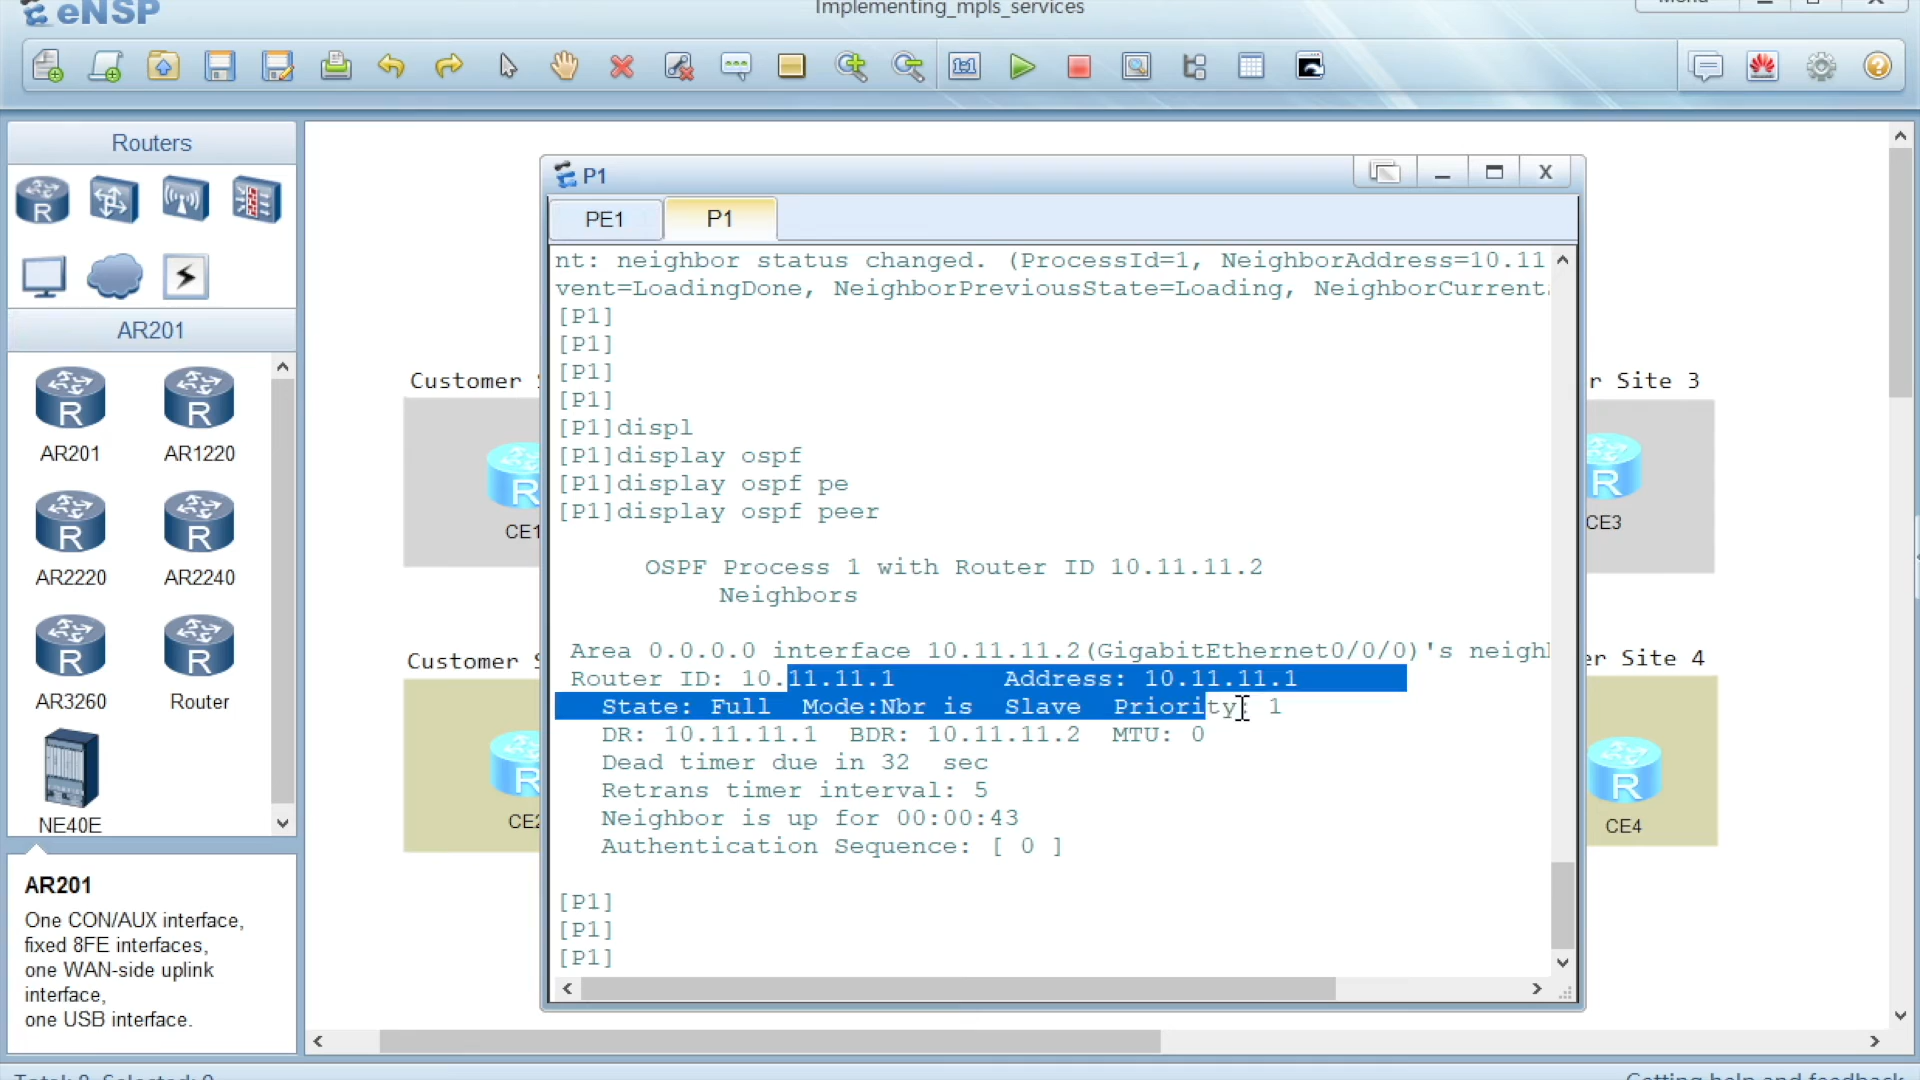 eNSP
Implementing_mpls_services
Menu
Routers
AR201
AR201
AR1220
AR2220
AR2240
AR3260
Router
NE40E
AR201
One CON/AUX interface,
fixed 8FE interfaces,
one WAN-side uplink
interface,
one USB interface.
Customer
CE1
Customer
CE2
r Site 3
CE3
er Site 4
CE4
P1
PE1
P1
nt: neighbor status changed. (ProcessId=1, NeighborAddress=10.11
vent=LoadingDone, NeighborPreviousState=Loading, NeighborCurrent
[P1]
[P1]
[P1]
[P1]
[P1]displ
[P1]display ospf
[P1]display ospf pe
[P1]display ospf peer
OSPF Process 1 with Router ID 10.11.11.2
Neighbors
Area 0.0.0.0 interface 10.11.11.2(GigabitEthernet0/0/0)'s neigh
Router ID: 10.11.11.1 Address: 10.11.11.1
State: Full Mode:Nbr is Slave Priority: 1
DR: 10.11.11.1 BDR: 10.11.11.2 MTU: 0
Dead timer due in 32 sec
Retrans timer interval: 5
Neighbor is up for 00:00:43
Authentication Sequence: [ 0 ]
[P1]
[P1]
[P1]
Getting help and feedback